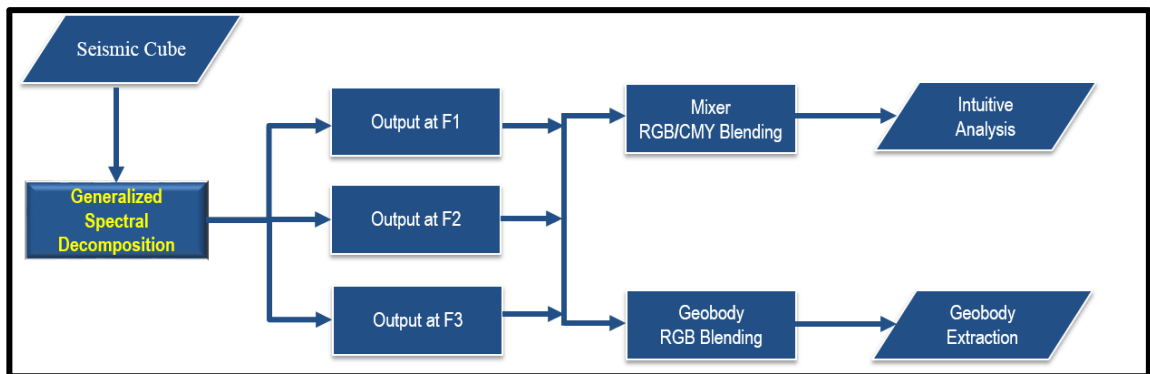 Seismic Cube
Generalized
Spectral
Decomposition
Output at F1
Output at F2
Output at F3
Mixer
RGB/CMY Blending
Intuitive
Analysis
Geobody
RGB Blending
Geobody
Extraction